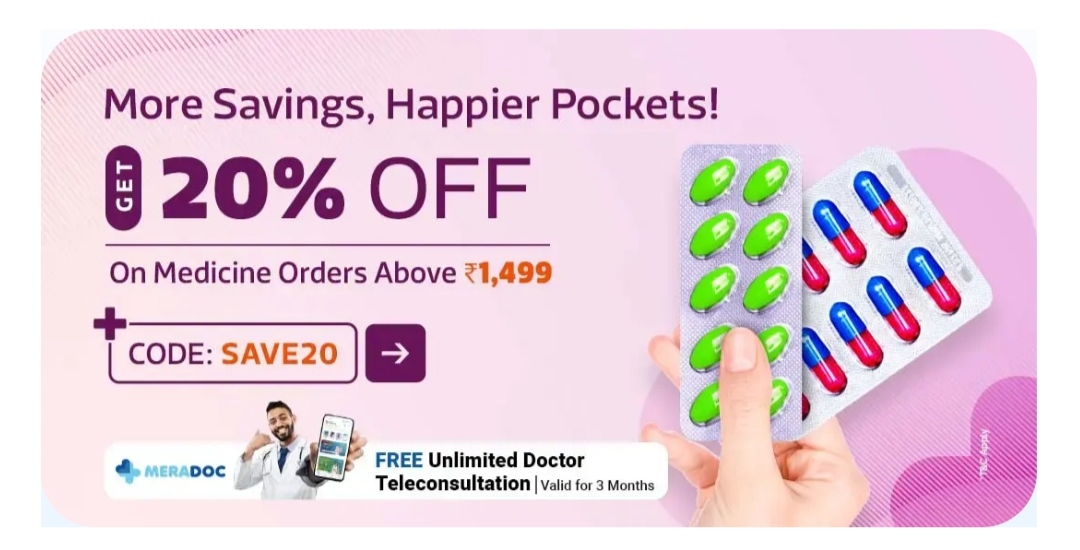 More Savings, Happier Pockets!
GET
20% OFF
On Medicine Orders Above ₹1,499
CODE: SAVE20
MERADOC
FREE Unlimited Doctor
Teleconsultation | Valid for 3 Months
*T&C Apply